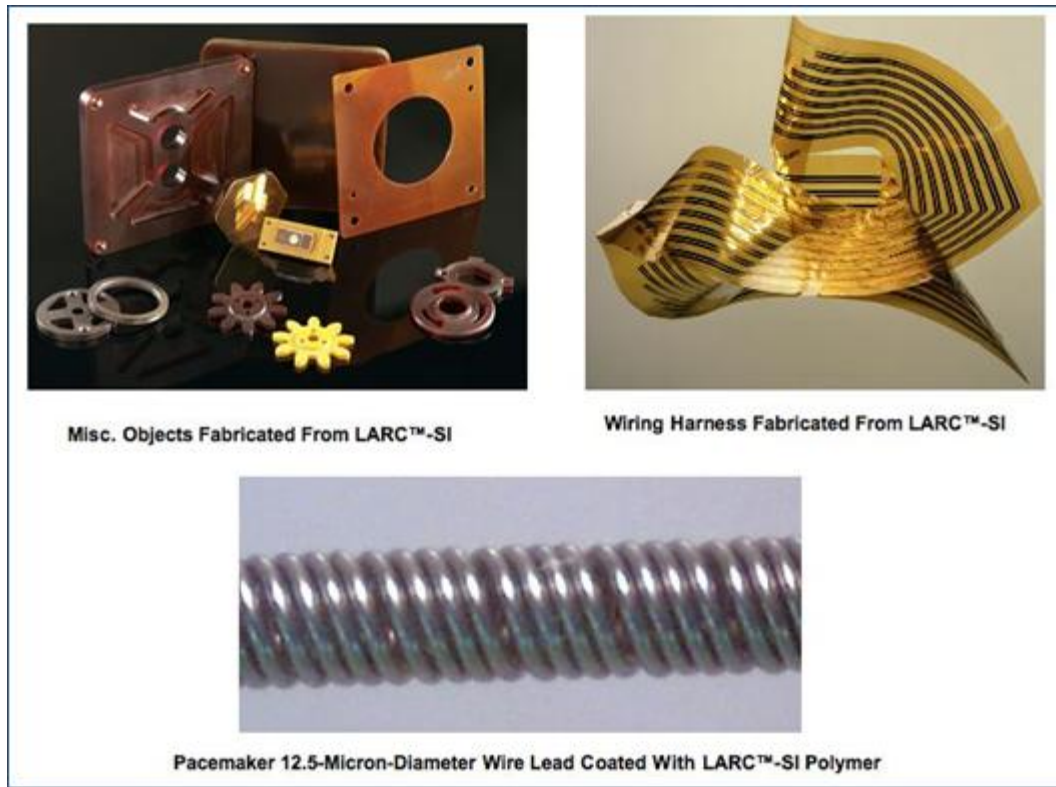 Misc. Objects Fabricated From LARC™-SI
Wiring Harness Fabricated From LARC™-SI
Pacemaker 12.5-Micron-Diameter Wire Lead Coated With LARC™-SI Polymer